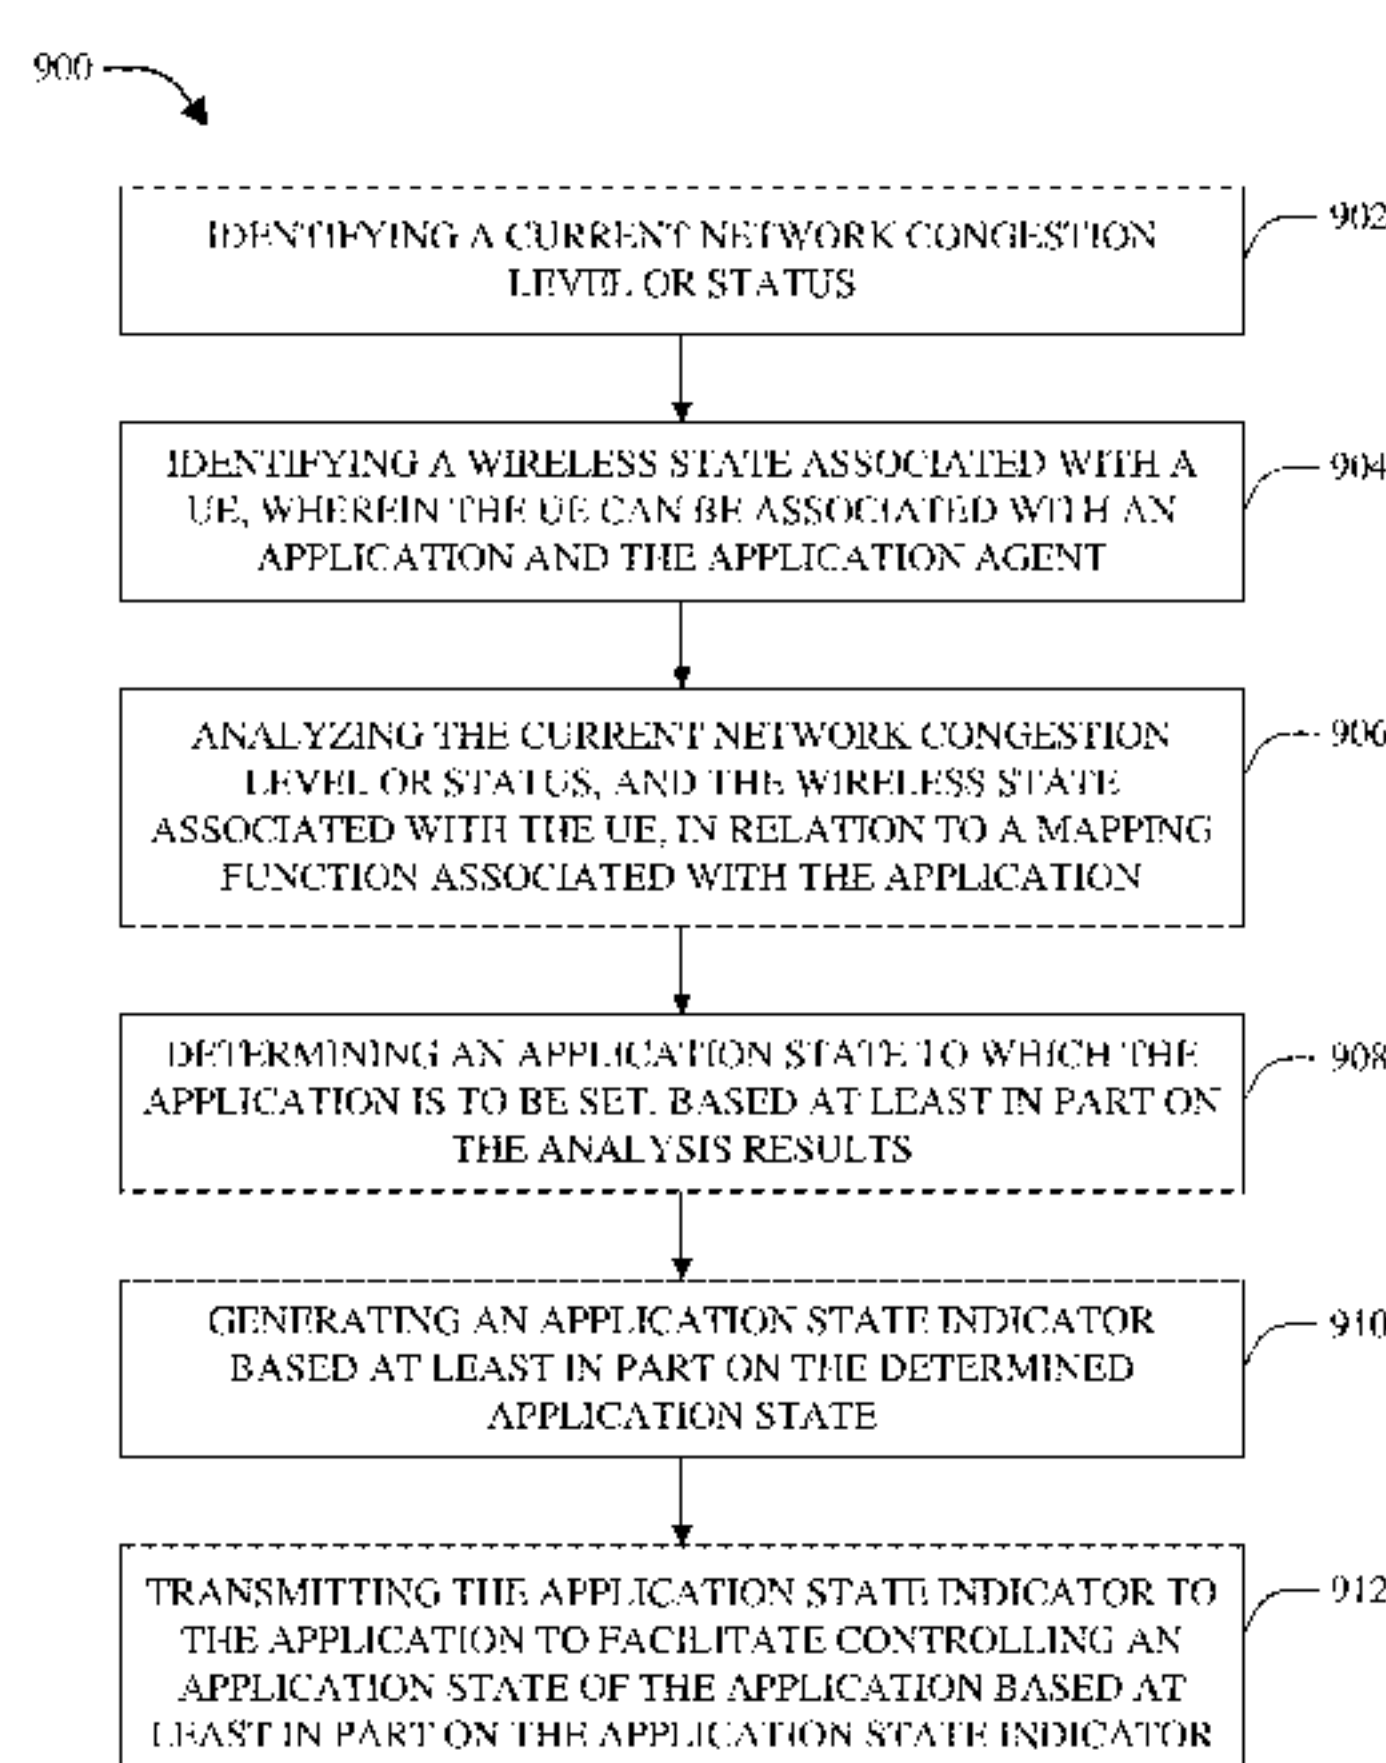 900
IDENTIFYING A CURRENT NETWORK CONGESTION
LEVEL OR STATUS
902
IDENTIFYING A WIRELESS STATE ASSOCIATED WITH A
UE, WHEREIN THE UE CAN BE ASSOCIATED WITH AN
APPLICATION AND THE APPLICATION AGENT
904
ANALYZING THE CURRENT NETWORK CONGESTION
LEVEL OR STATUS, AND THE WIRELESS STATE
ASSOCIATED WITH THE UE, IN RELATION TO A MAPPING
FUNCTION ASSOCIATED WITH THE APPLICATION
906
DETERMINING AN APPLICATION STATE TO WHICH THE
APPLICATION IS TO BE SET, BASED AT LEAST IN PART ON
THE ANALYSIS RESULTS
908
GENERATING AN APPLICATION STATE INDICATOR
BASED AT LEAST IN PART ON THE DETERMINED
APPLICATION STATE
910
TRANSMITTING THE APPLICATION STATE INDICATOR TO
THE APPLICATION TO FACILITATE CONTROLLING AN
APPLICATION STATE OF THE APPLICATION BASED AT
LEAST IN PART ON THE APPLICATION STATE INDICATOR
912